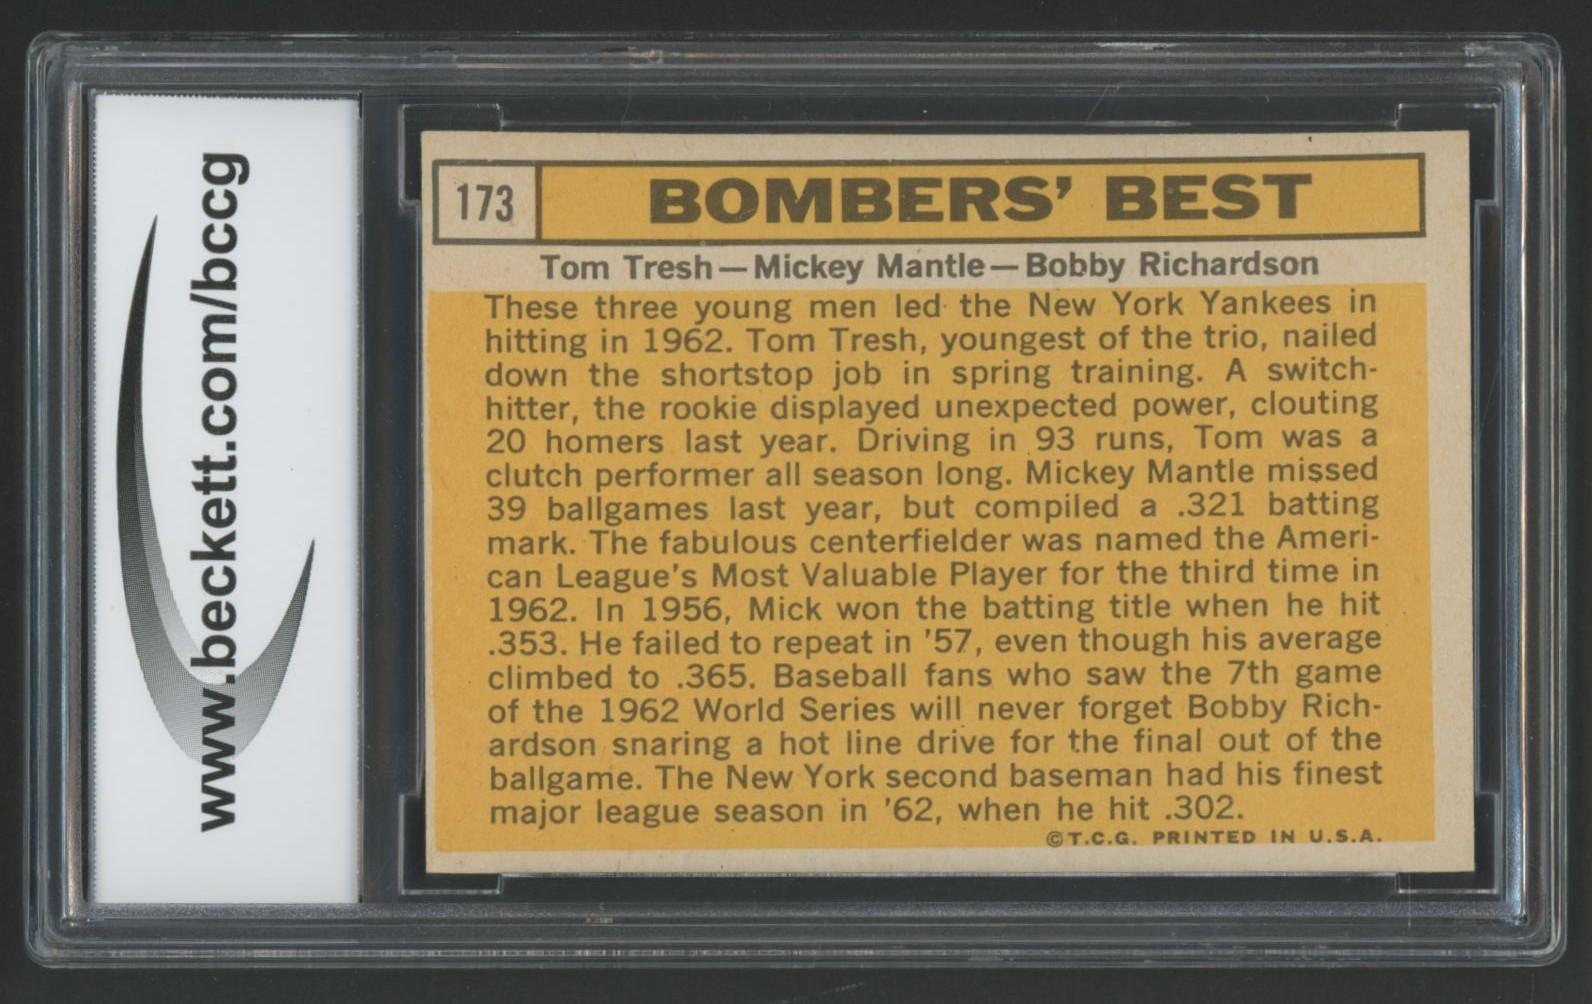 www.beckett.com/bccg
173
BOMBERS' BEST
Tom Tresh—Mickey Mantle—Bobby Richardson
These three young men led the New York Yankees in
hitting in 1962. Tom Tresh, youngest of the trio, nailed
down the shortstop job in spring training. A switch-
hitter, the rookie displayed unexpected power, clouting
20 homers last year. Driving in 93 runs, Tom was a
clutch performer all season long. Mickey Mantle missed
39 ballgames last year, but compiled a .321 batting
mark. The fabulous centerfielder was named the Ameri-
can League's Most Valuable Player for the third time in
1962. In 1956, Mick won the batting title when he hit
.353. He failed to repeat in '57, even though his average
climbed to .365. Baseball fans who saw the 7th game
of the 1962 World Series will never forget Bobby Rich-
ardson snaring a hot line drive for the final out of the
ballgame. The New York second baseman had his finest
major league season in '62, when he hit .302.
©T.C.G. PRINTED IN U.S.A.